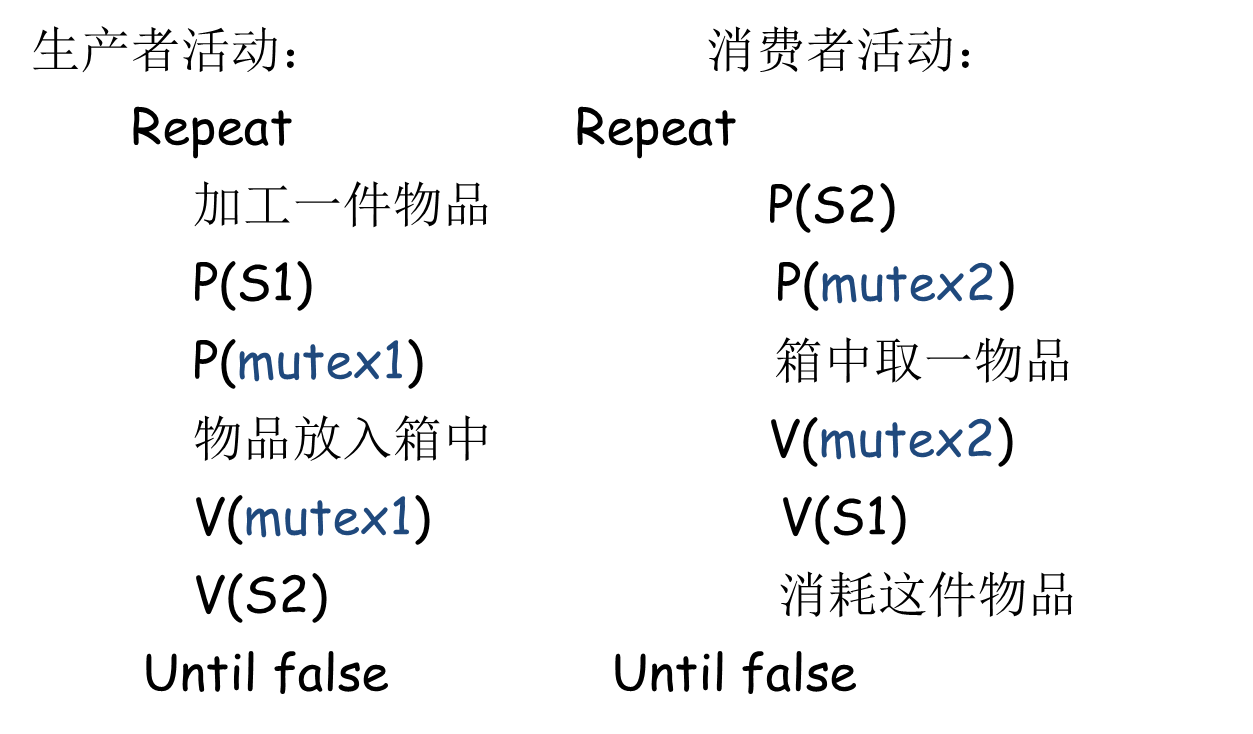 生产者活动：
Repeat
加工一件物品
P(S1)
P(mutex1)
物品放入箱中
V(mutex1)
V(S2)
Until false
消费者活动：
Repeat
P(S2)
P(mutex2)
箱中取一物品
V(mutex2)
V(S1)
消耗这件物品
Until false